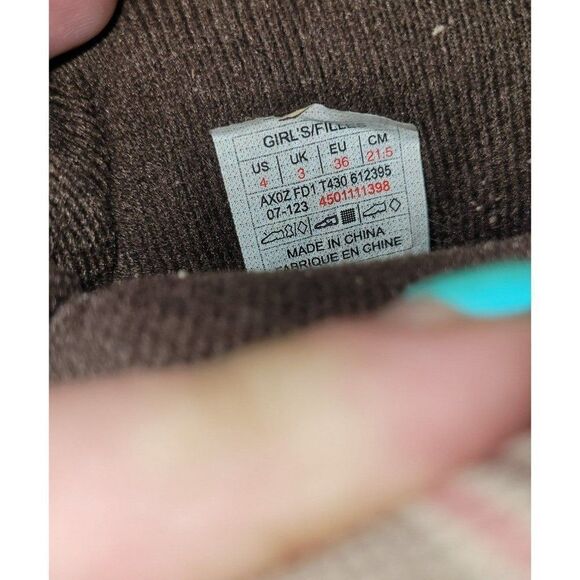 GIRL'S/FILLE
US UK EU CM
4 3 36 21.5
AX0Z FD1 T430 612395
07-123 4501111398
MADE IN CHINA
FABRIQUE EN CHINE